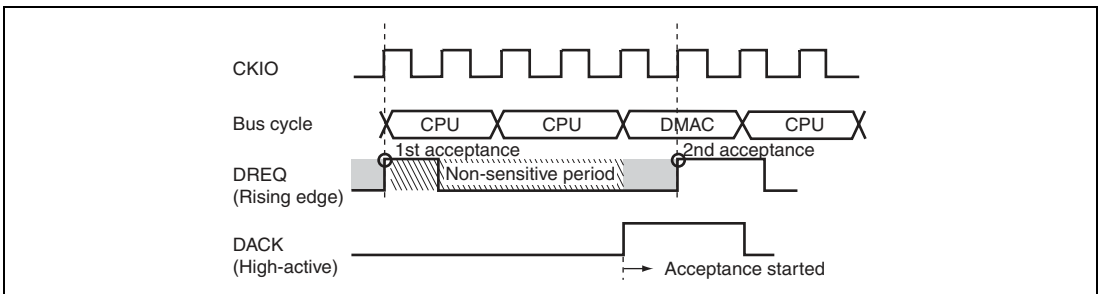 CKIO
Bus cycle
CPU CPU DMAC CPU
1st acceptance 2nd acceptance
DREQ
(Rising edge)
Non-sensitive period
DACK
(High-active)
Acceptance started